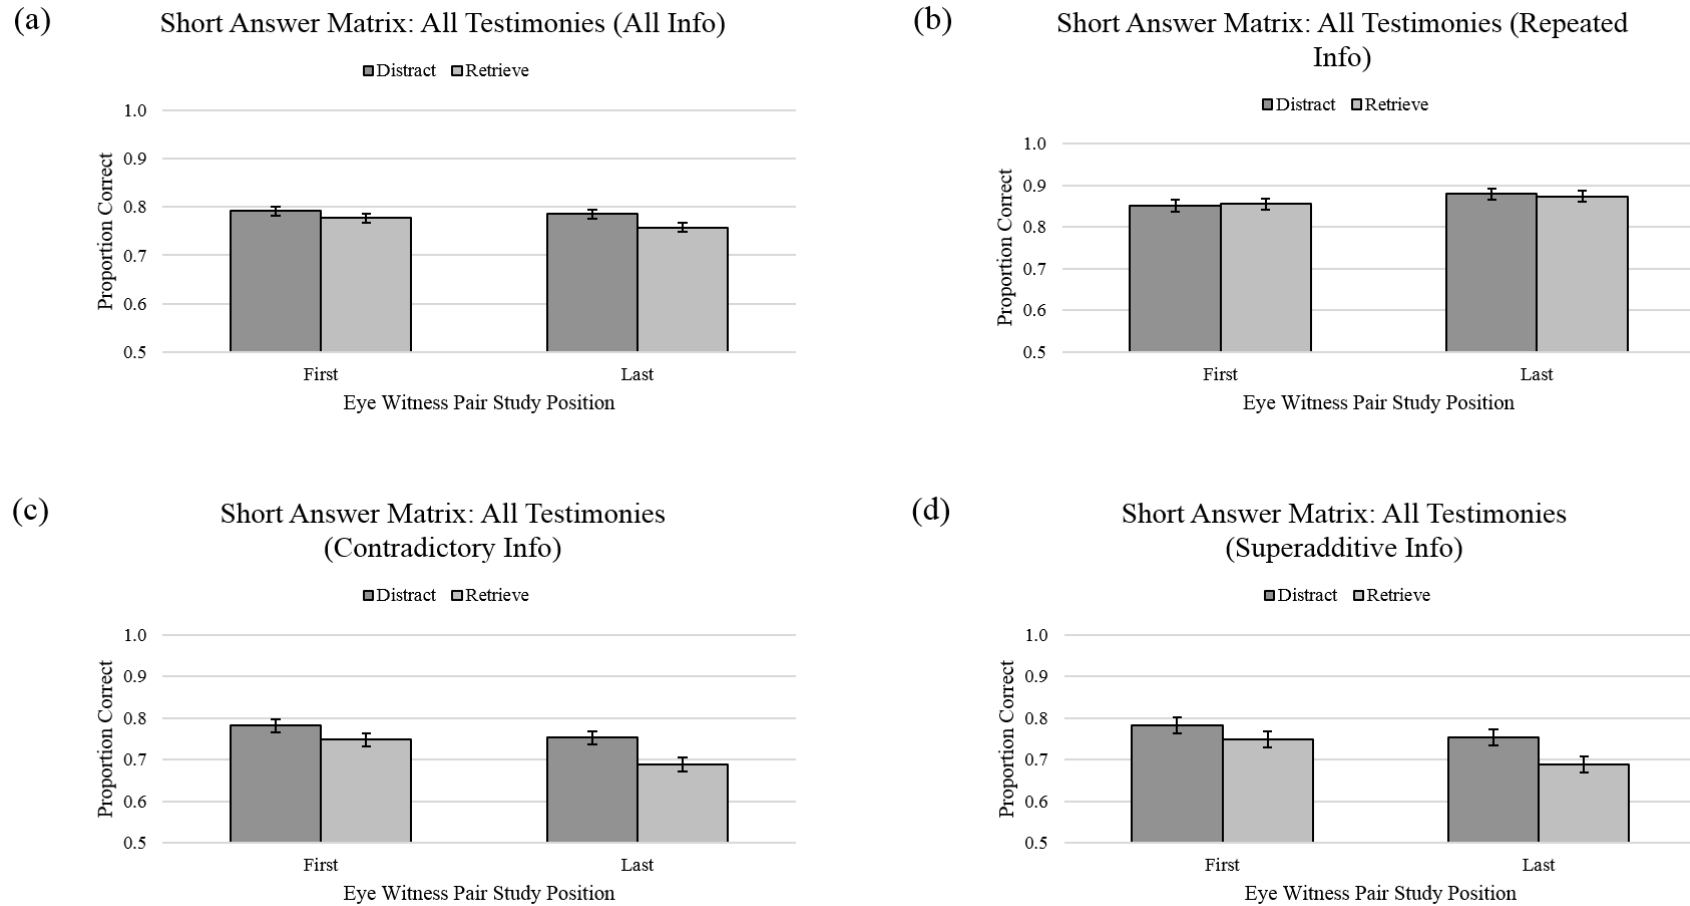 (a)
Short Answer Matrix: All Testimonies (All Info)
Distract Retrieve
1.0
0.9
0.8
0.7
0.6
0.5
Proportion Correct
First Last
Eye Witness Pair Study Position
(b)
Short Answer Matrix: All Testimonies (Repeated
Info)
Distract Retrieve
1.0
0.9
0.8
0.7
0.6
0.5
Proportion Correct
First Last
Eye Witness Pair Study Position
(c)
Short Answer Matrix: All Testimonies
(Contradictory Info)
Distract Retrieve
1.0
0.9
0.8
0.7
0.6
0.5
Proportion Correct
First Last
Eye Witness Pair Study Position
(d)
Short Answer Matrix: All Testimonies
(Superadditive Info)
Distract Retrieve
1.0
0.9
0.8
0.7
0.6
0.5
Proportion Correct
First Last
Eye Witness Pair Study Position